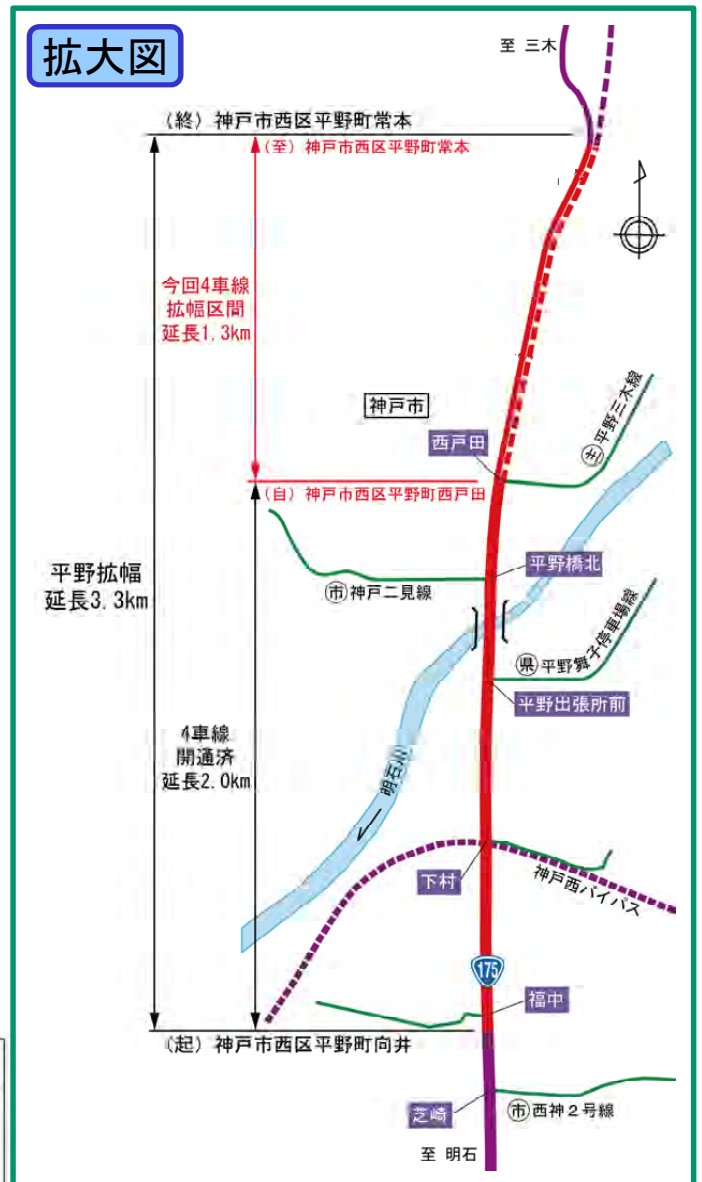 拡大図
至 三木
(終) 神戸市西区平野町常本
(至) 神戸市西区平野町常本
今回4車線
拡幅区間
延長1.3km
神戸市
主 平野三木線
西戸田
(自) 神戸市西区平野町西戸田
平野橋北
平野拡幅
延長3.3km
市 神戸二見線
県 平野舞子停車場線
平野出張所前
4車線
開通済
延長2.0km
明石川
下村
神戸西バイパス
175
福中
(起) 神戸市西区平野町向井
芝崎
市 西神2号線
至 明石